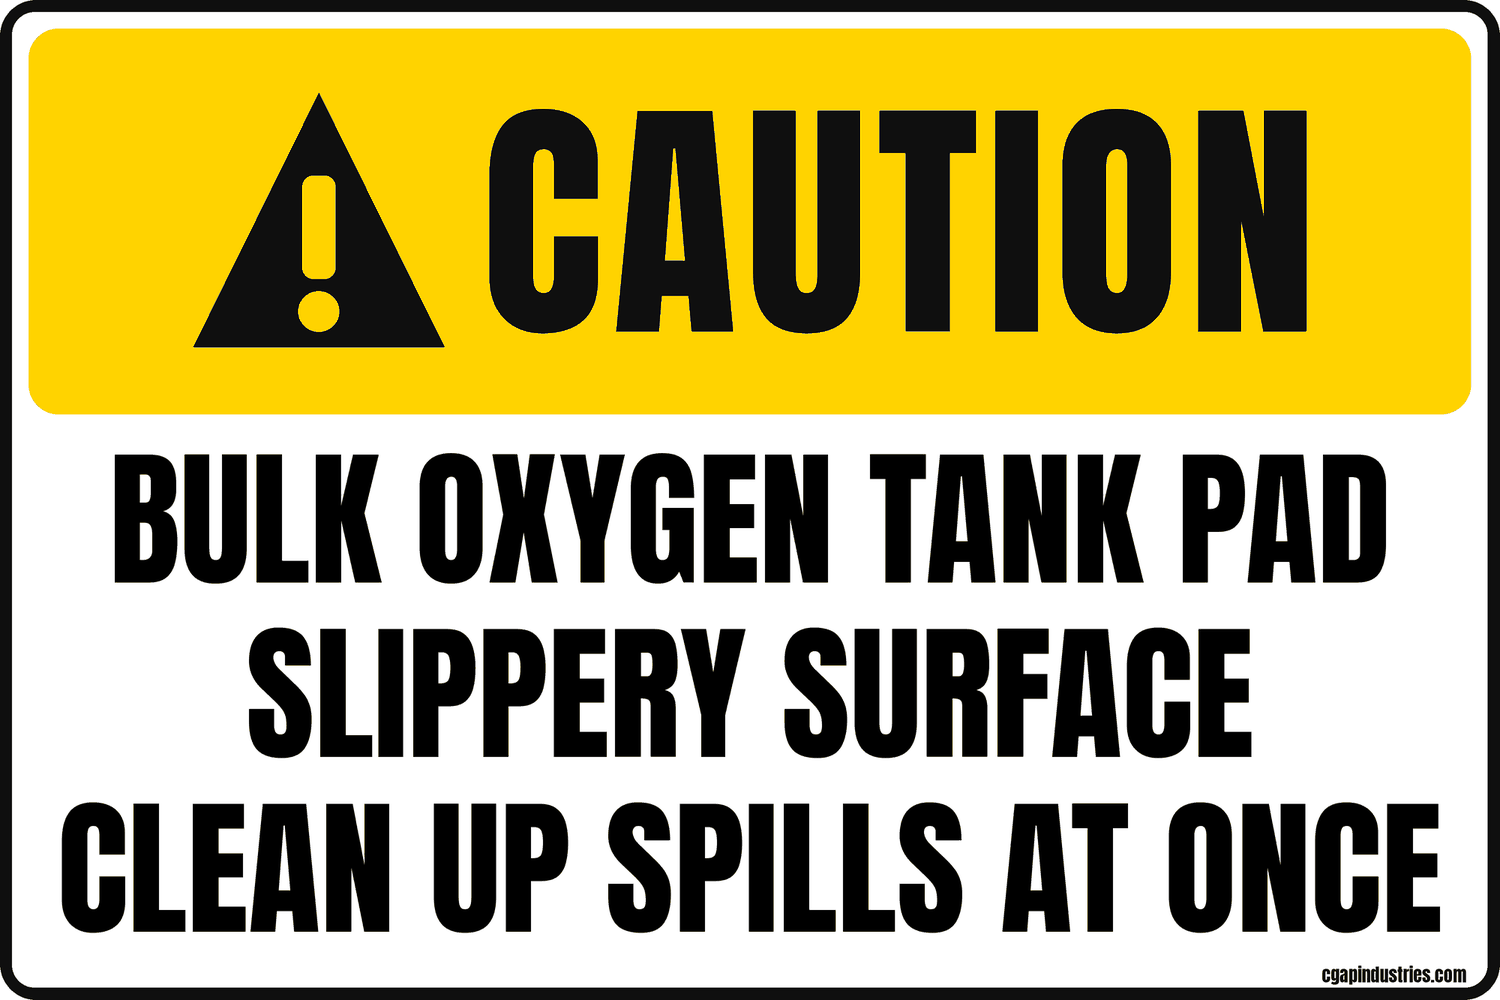 CAUTION
BULK OXYGEN TANK PAD
SLIPPERY SURFACE
CLEAN UP SPILLS AT ONCE
cgapindustries.com